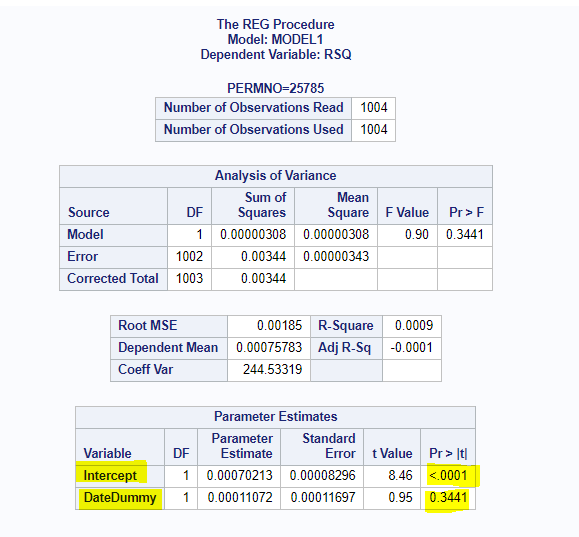 The REG Procedure
Model: MODEL1
Dependent Variable: RSQ
PERMNO=25785
Number of Observations Read 1004
Number of Observations Used 1004
Analysis of Variance
Source DF Sum of Squares Mean Square F Value Pr > F
Model 1 0.00000308 0.00000308 0.90 0.3441
Error 1002 0.00344 0.00000343
Corrected Total 1003 0.00344
Root MSE 0.00185 R-Square 0.0009
Dependent Mean 0.00075783 Adj R-Sq -0.0001
Coeff Var 244.53319
Parameter Estimates
Variable DF Parameter Estimate Standard Error t Value Pr > |t|
Intercept 1 0.00070213 0.00008296 8.46 <.0001
DateDummy 1 0.00011072 0.00011697 0.95 0.3441